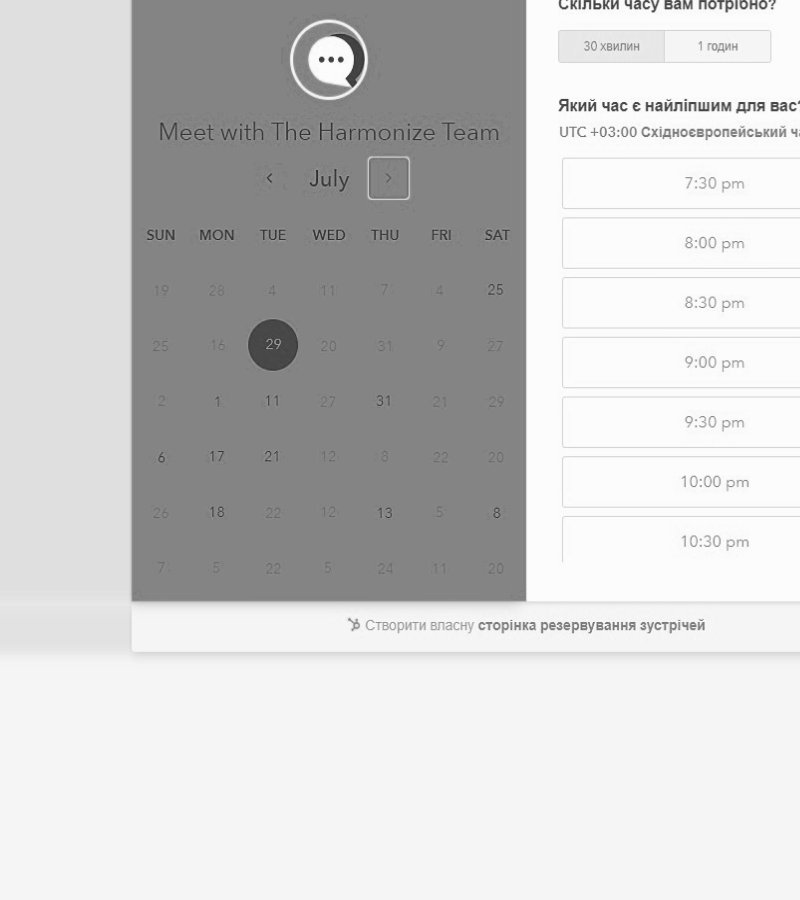 Meet with The Harmonize Team
July
SUN MON TUE WED THU FRI SAT
19 28 4 11 7 4 25
25 16 29 20 31 9 27
2 1 11 27 31 21 29
6 17 21 12 8 22 20
26 18 22 12 13 5 8
7 5 22 5 24 11 20
Скільки часу вам потрібно?
30 хвилин 1 годин
Який час є найліпшим для вас?
UTC +03:00 Східноєвропейський
7:30 pm
8:00 pm
8:30 pm
9:00 pm
9:30 pm
10:00 pm
10:30 pm
Створити власну сторінка резервування зустрічей